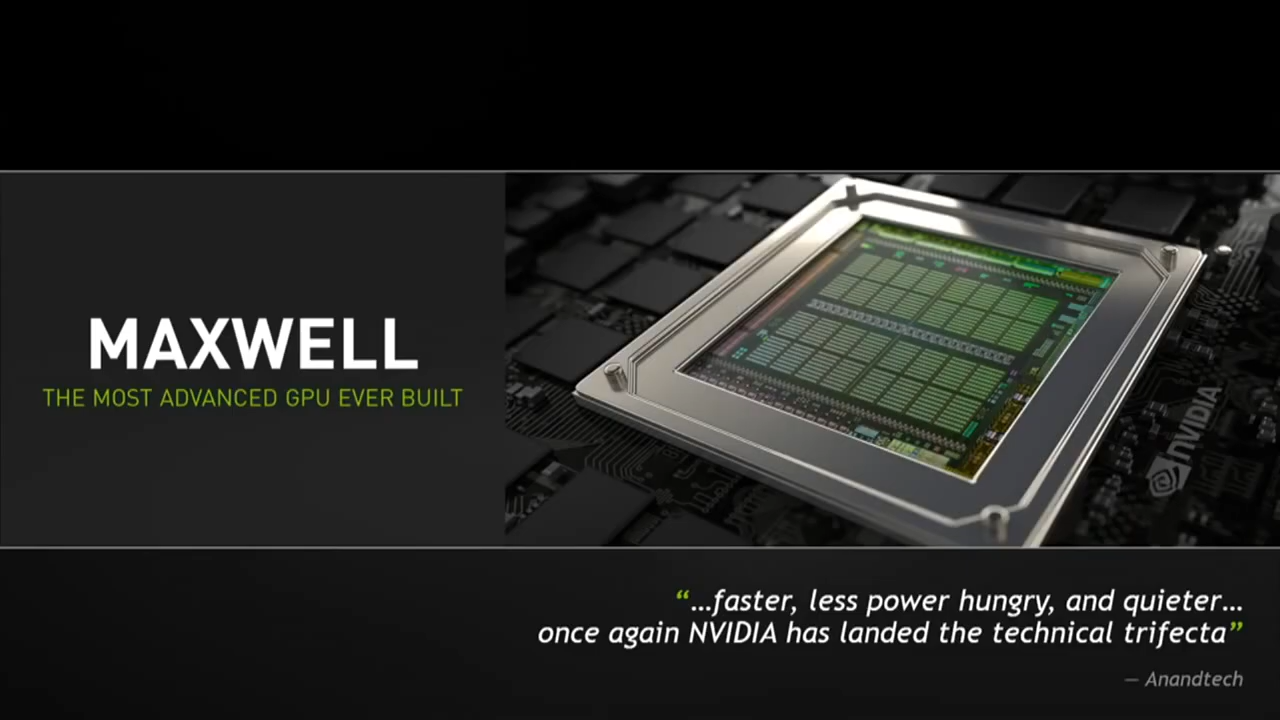 MAXWELL
THE MOST ADVANCED GPU EVER BUILT
NVIDIA
“...faster, less power hungry, and quieter...
once again NVIDIA has landed the technical trifecta”
— Anandtech